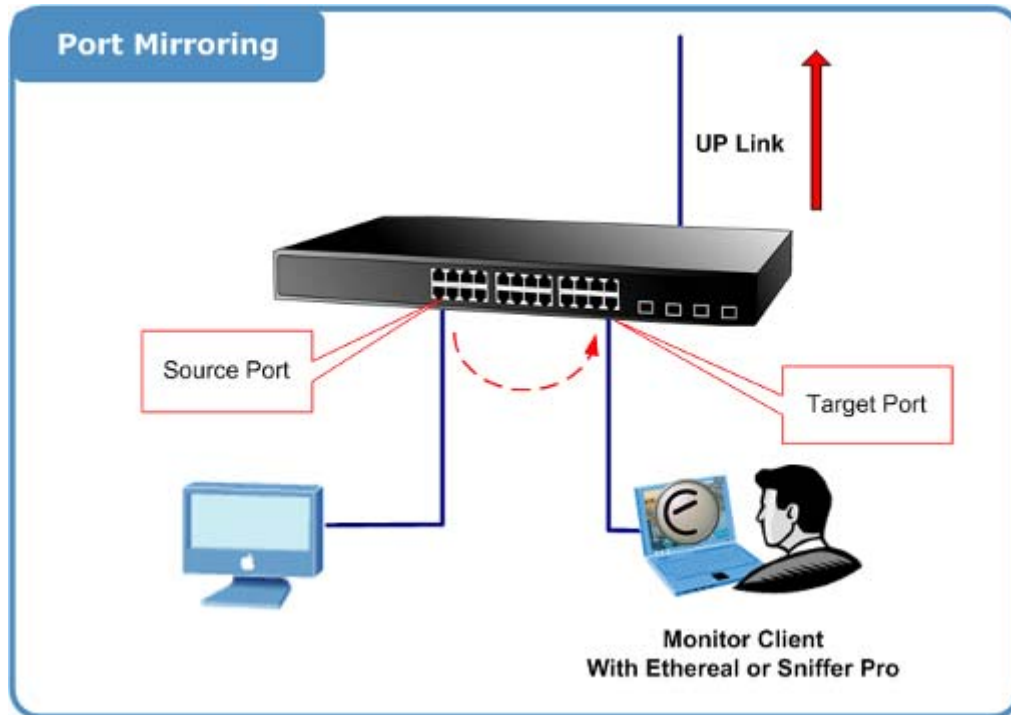 Port Mirroring
UP Link
Source Port
Target Port
Monitor Client
With Ethereal or Sniffer Pro